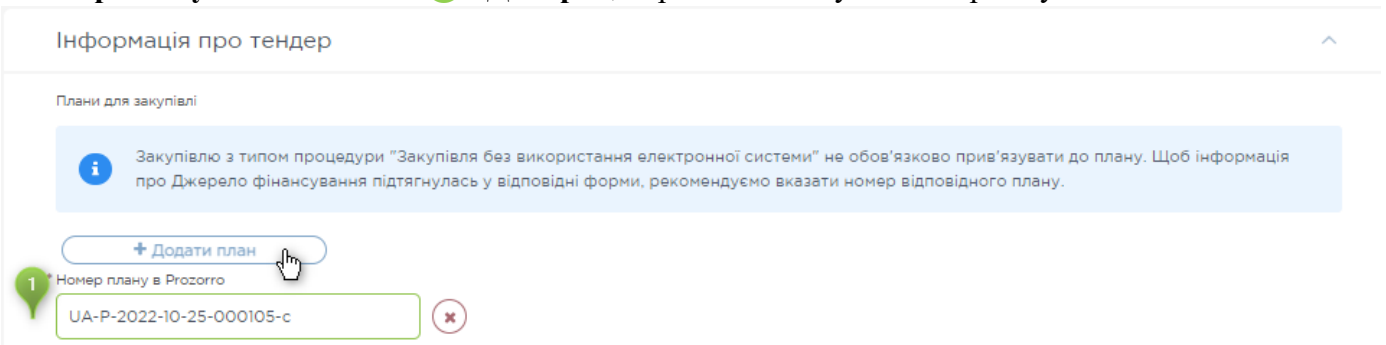 Інформація про тендер
Плани для закупівлі
Закупівлю з типом процедури "Закупівля без використання електронної системи" не обов'язково прив'язувати до плану. Щоб інформація
про Джерело фінансування підтягнулась у відповідні форми, рекомендуємо вказати номер відповідного плану.
+ Додати план
1 * Номер плану в Prozorro
UA-P-2022-10-25-000105-c